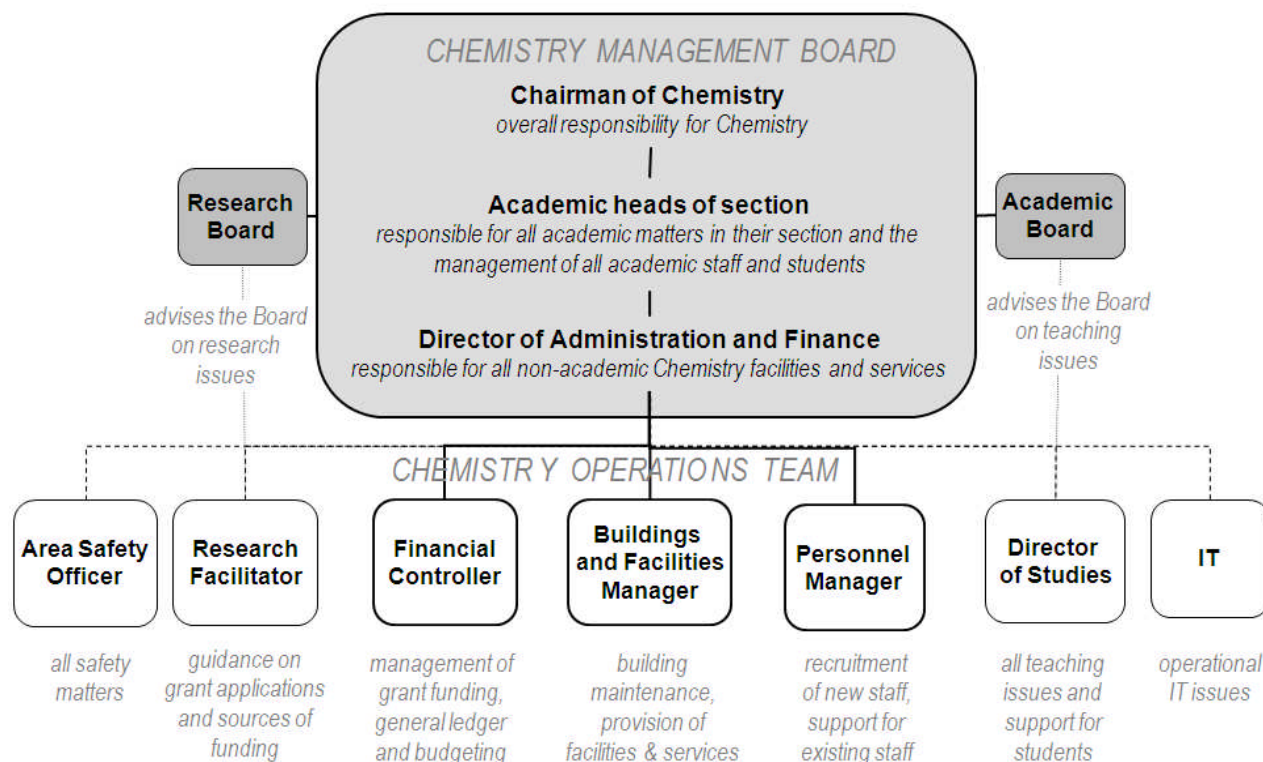 CHEMISTRY MANAGEMENT BOARD
Chairman of Chemistry
overall responsibility for Chemistry
Research
Board
Academic heads of section
responsible for all academic matters in their section and the
management of all academic staff and students
Academic
Board
advises the Board
on research
issues
Director of Administration and Finance
responsible for all non-academic Chemistry facilities and services
advises the Board
on teaching
issues
CHEMISTRY OPERATIONS TEAM
Area Safety
Officer
all safety
matters
Research
Facilitator
guidance on
grant applications
and sources of
funding
Financial
Controller
management of
grant funding,
general ledger
and budgeting
Buildings
and Facilities
Manager
building
maintenance,
provision of
facilities & services
Personnel
Manager
recruitment
of new staff,
support for
existing staff
Director
of Studies
all teaching
issues and
support for
students
IT
operational
IT issues